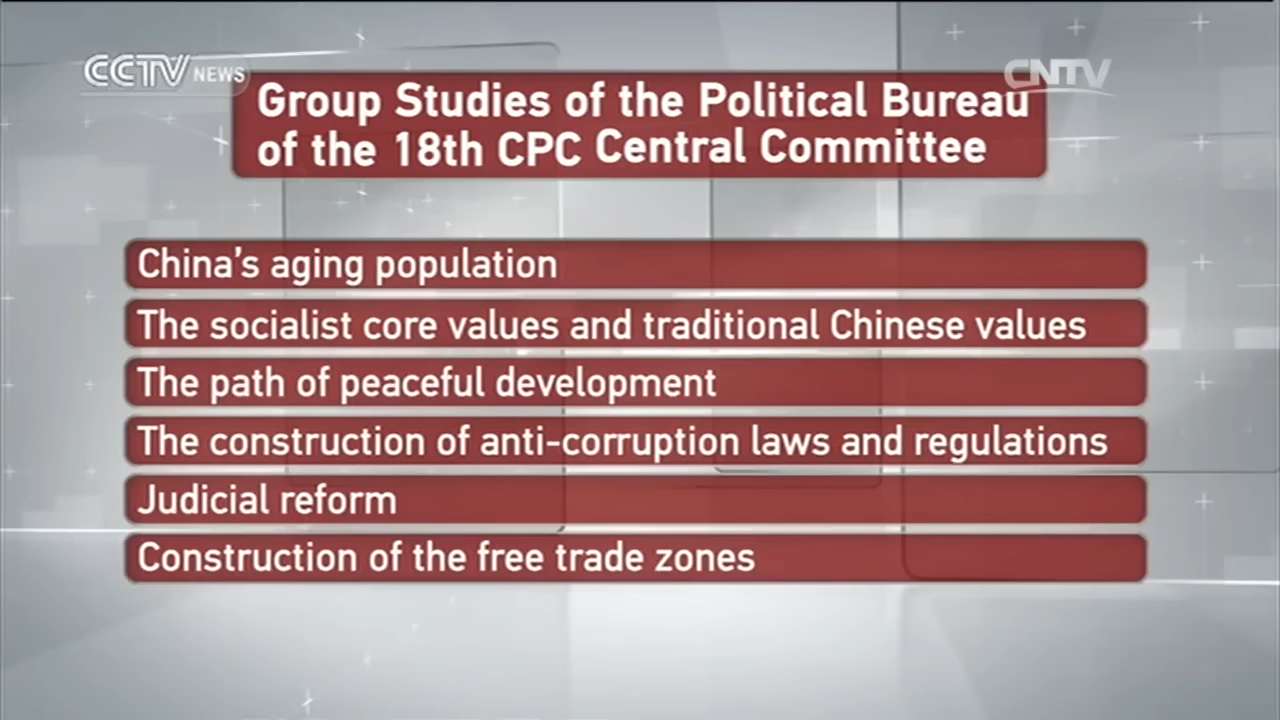 CCTV NEWS
CNTV
Group Studies of the Political Bureau
of the 18th CPC Central Committee
China's aging population
The socialist core values and traditional Chinese values
The path of peaceful development
The construction of anti-corruption laws and regulations
Judicial reform
Construction of the free trade zones